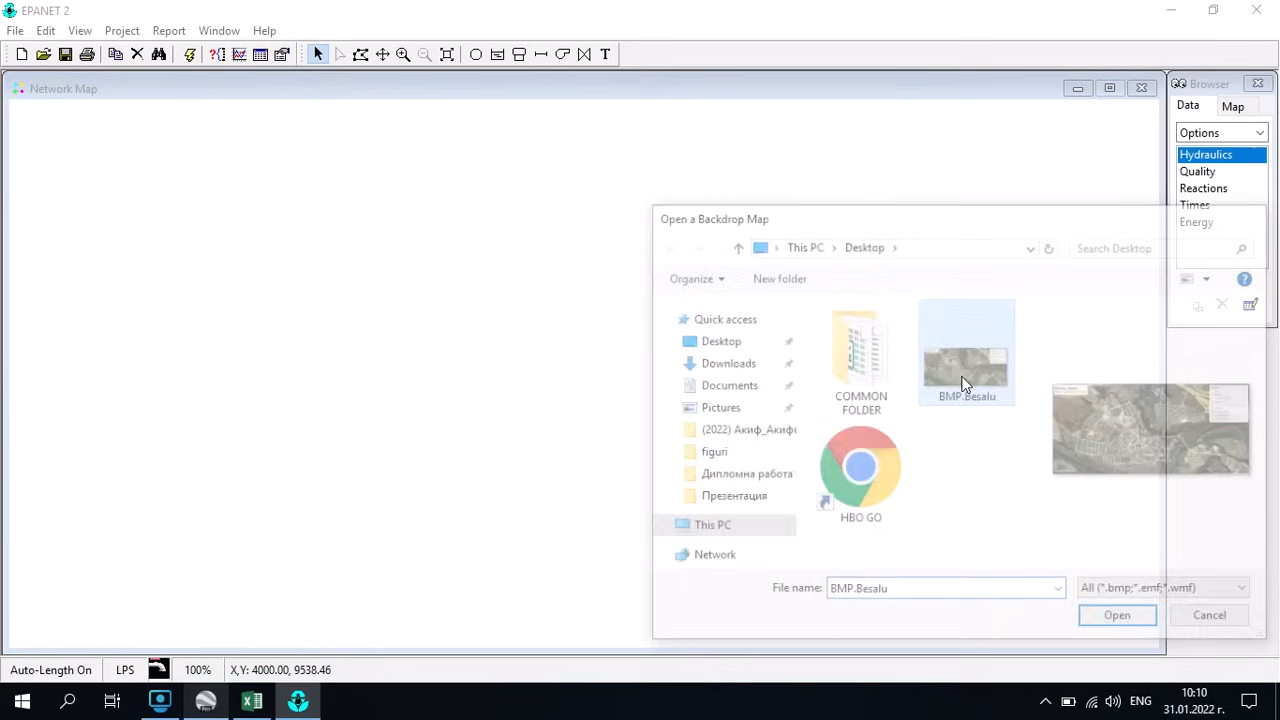 EPANET 2
File Edit View Project Report Window Help
Network Map
Browser
Data Map
Options
Hydraulics
Quality
Reactions
Times
Energy
Open a Backdrop Map
This PC Desktop
Search Desktop
Organize New folder
Quick access
Desktop
Downloads
Documents
Pictures
(2022) Акиф_Акифс
figuri
Дипломна работа
Презентация
This PC
Network
COMMON
FOLDER
BMP.Besalu
HBO GO
File name: BMP.Besalu
All (*.bmp;*.emf;*.wmf)
Open Cancel
Auto-Length On LPS 100% X,Y: 4000.00, 9538.46
ENG
10:10
31.01.2022 г.